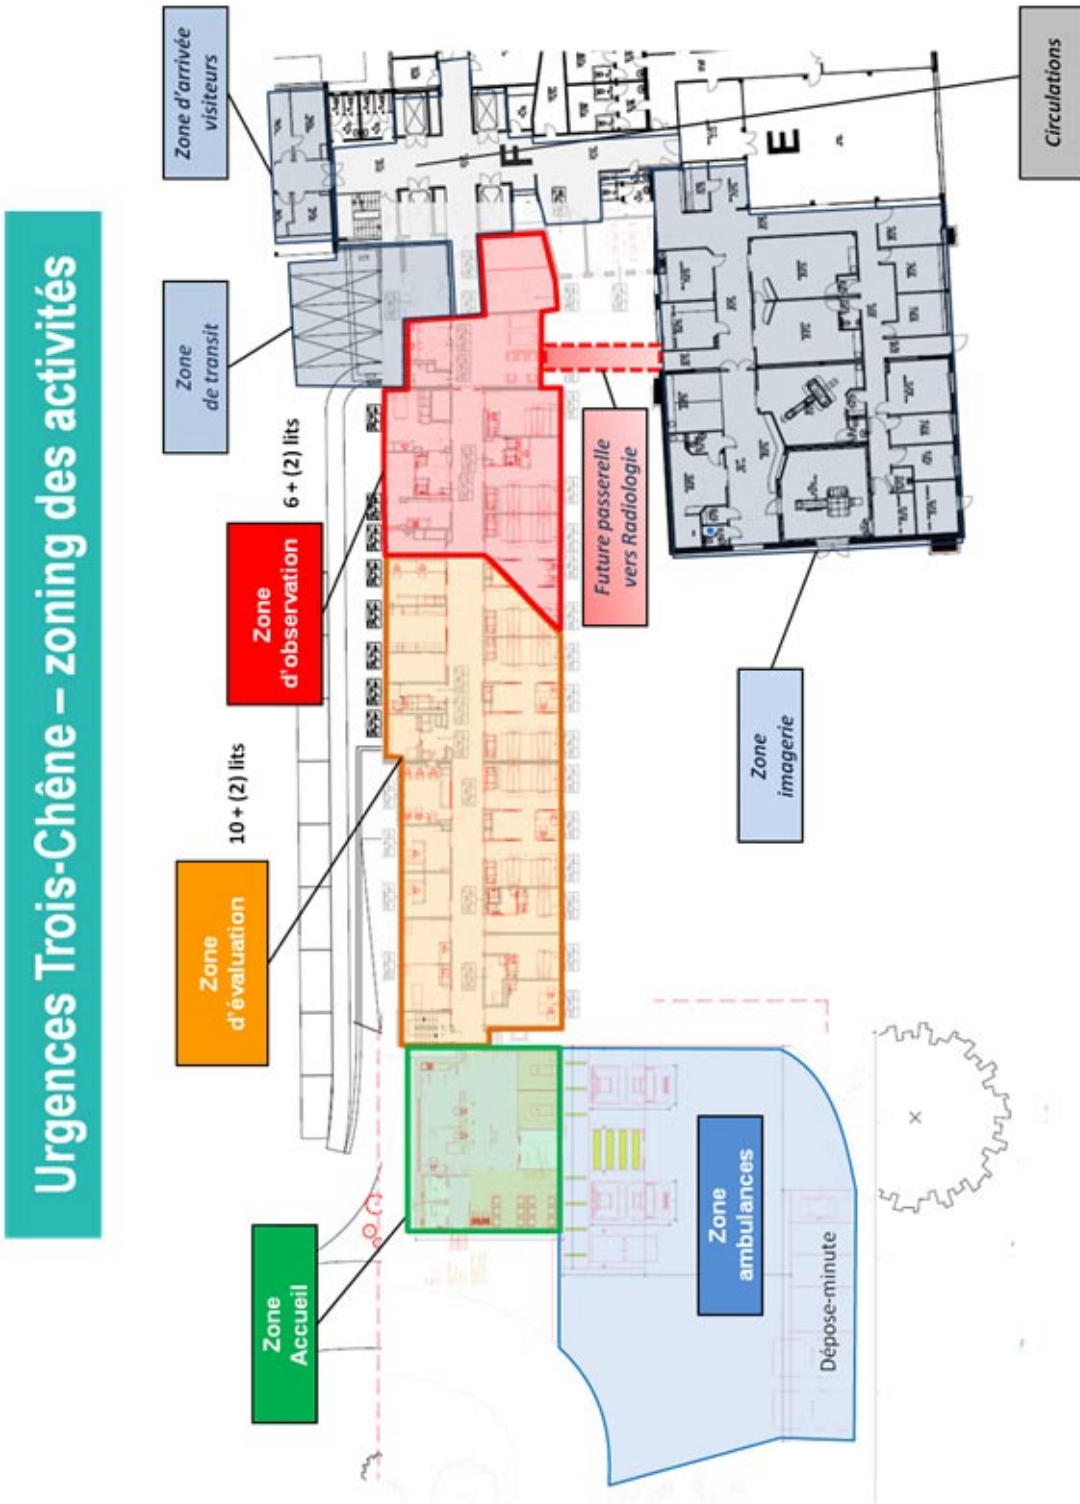 Urgences Trois-Chêne – zoning des activités
Zone
Accueil
Zone
d'évaluation
10 + (2) lits
Zone
d'observation
6 + (2) lits
Zone
de transit
Zone d'arrivée
visiteurs
Future passerelle
vers Radiologie
Zone
ambulances
Dépose-minute
Zone
imagerie
Circulations
F
E